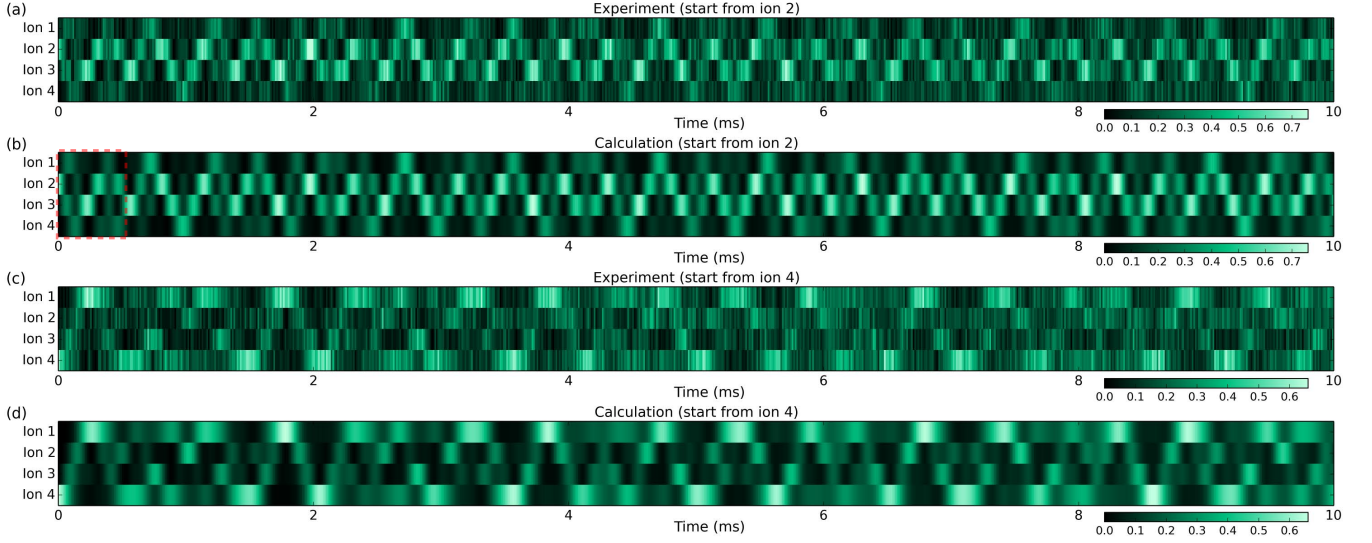 (a)
Experiment (start from ion 2)
Ion 1
Ion 2
Ion 3
Ion 4
0 2 4 6 8 10
Time (ms)
0.0 0.1 0.2 0.3 0.4 0.5 0.6 0.7
(b)
Calculation (start from ion 2)
Ion 1
Ion 2
Ion 3
Ion 4
0 2 4 6 8 10
Time (ms)
0.0 0.1 0.2 0.3 0.4 0.5 0.6 0.7
(c)
Experiment (start from ion 4)
Ion 1
Ion 2
Ion 3
Ion 4
0 2 4 6 8 10
Time (ms)
0.0 0.1 0.2 0.3 0.4 0.5 0.6
(d)
Calculation (start from ion 4)
Ion 1
Ion 2
Ion 3
Ion 4
0 2 4 6 8 10
Time (ms)
0.0 0.1 0.2 0.3 0.4 0.5 0.6